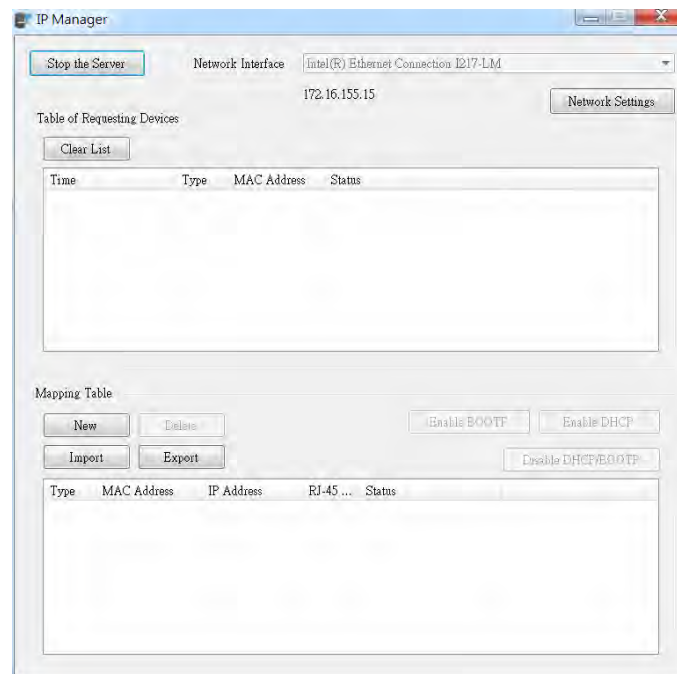 IP Manager
Stop the Server Network Interface Intel(R) Ethernet Connection I217-LM
172.16.155.15
Network Settings
Table of Requesting Devices
Clear List
Time Type MAC Address Status
Mapping Table
New Delete Enable BOOTP Enable DHCP
Import Export Disable DHCP/BOOTP
Type MAC Address IP Address RJ-45 ... Status